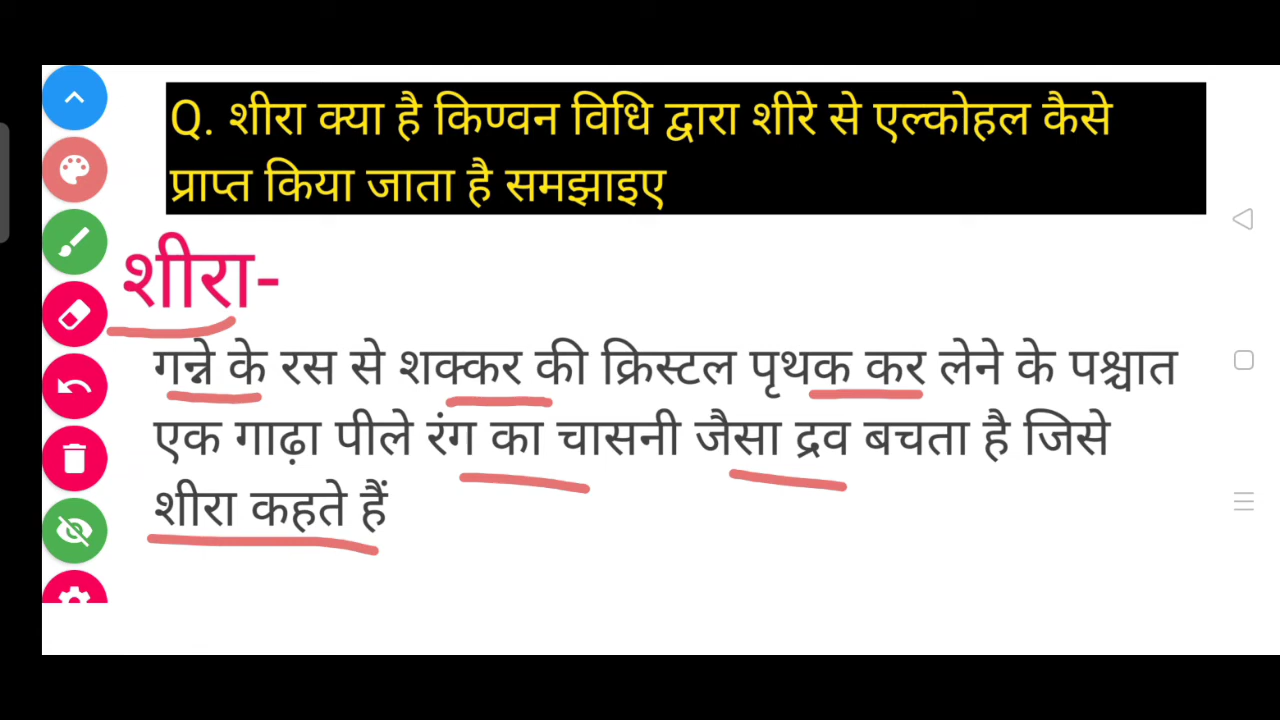 Q. शीरा क्या है किण्वन विधि द्वारा शीरे से एल्कोहल कैसे
प्राप्त किया जाता है समझाइए
शीरा-
गन्ने के रस से शक्कर की क्रिस्टल पृथक कर लेने के पश्चात
एक गाढ़ा पीले रंग का चासनी जैसा द्रव बचता है जिसे
शीरा कहते हैं